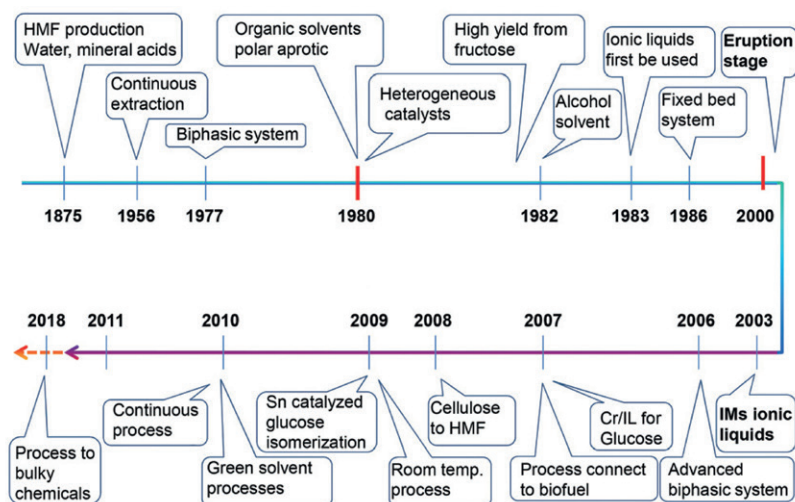 HMF production
Water, mineral acids
Continuous
extraction
Biphasic system
Organic solvents
polar aprotic
Heterogeneous
catalysts
High yield from
fructose
Alcohol
solvent
Ionic liquids
first be used
Fixed bed
system
Eruption
stage
1875
1956
1977
1980
1982
1983
1986
2000
2018
2011
2010
2009
2008
2007
2006
2003
Process to
bulky
chemicals
Continuous
process
Green solvent
processes
Sn catalyzed
glucose
isomerization
Room temp.
process
Cellulose
to HMF
Process connect
to biofuel
Cr/IL for
Glucose
Advanced
biphasic system
IMs ionic
liquids